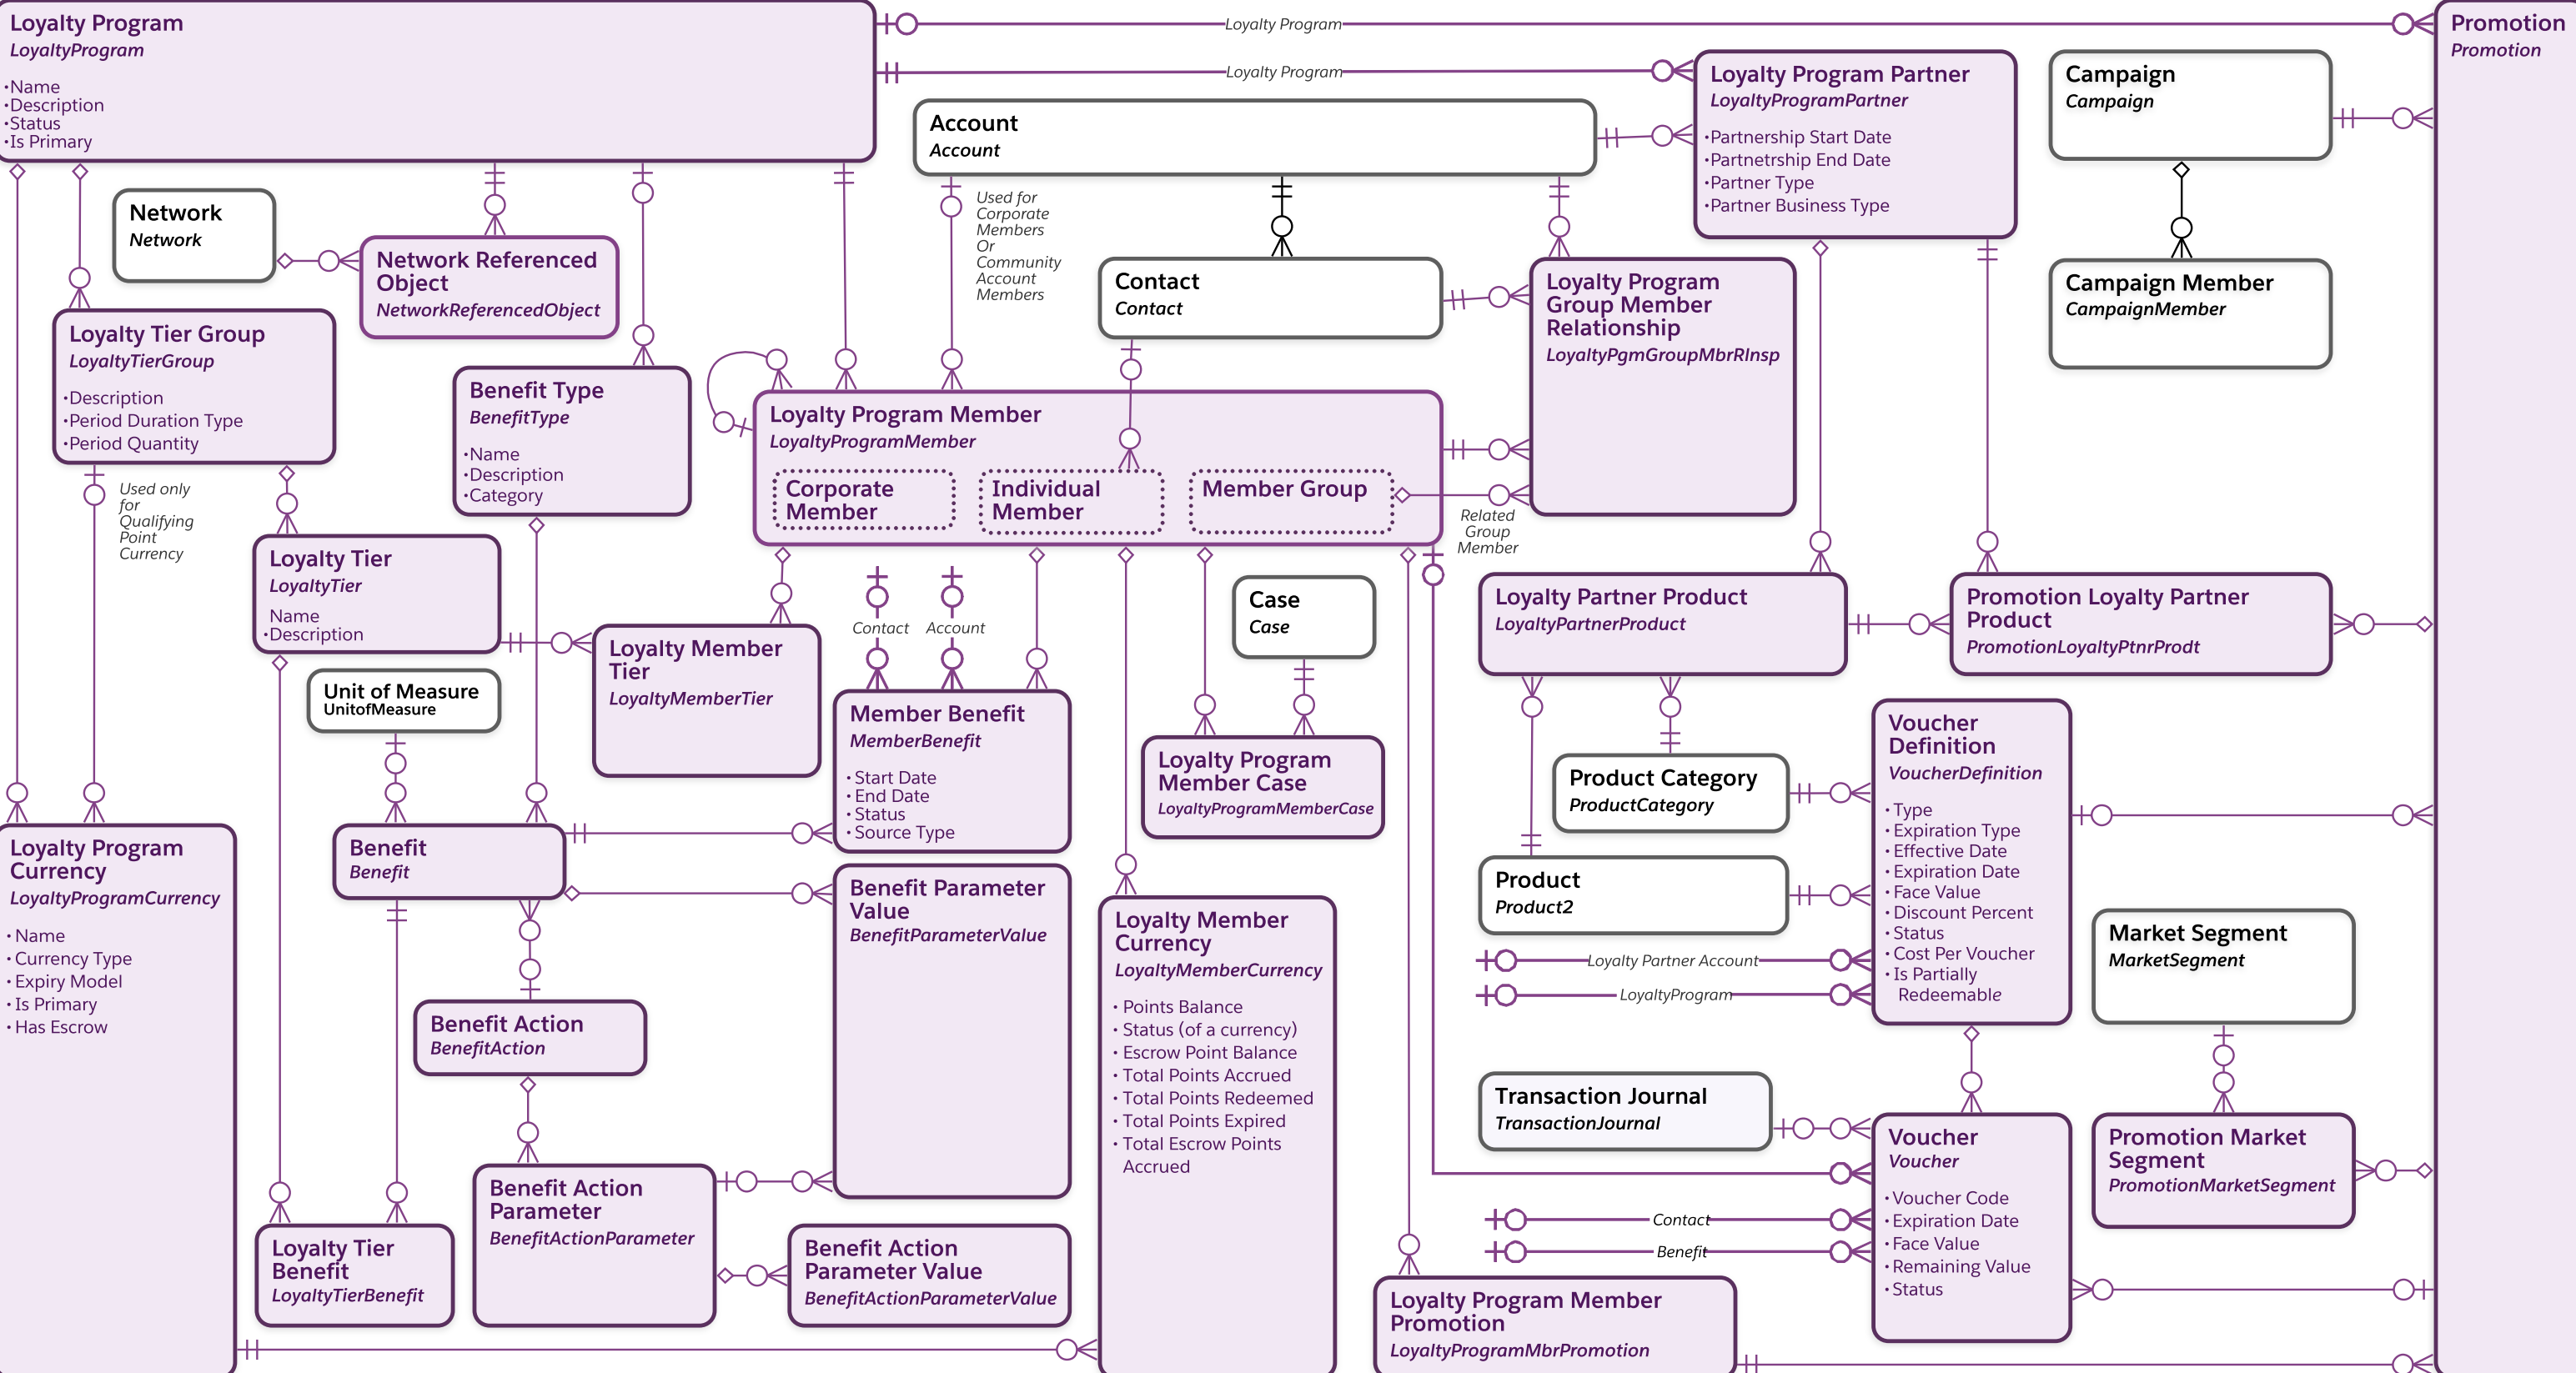 Loyalty Program
LoyaltyProgram
•Name
•Description
•Status
•Is Primary
Loyalty Program
Loyalty Program
Promotion
Promotion
Loyalty Program Partner
LoyaltyProgramPartner
•Partnership Start Date
•Partnetrship End Date
•Partner Type
•Partner Business Type
Campaign
Campaign
Account
Account
Used for
Corporate
Members
Or
Community
Account
Members
Network
Network
Network Referenced
Object
NetworkReferencedObject
Contact
Contact
Loyalty Program
Group Member
Relationship
LoyaltyPgmGroupMbrRlnsp
Campaign Member
CampaignMember
Loyalty Tier Group
LoyaltyTierGroup
•Description
•Period Duration Type
•Period Quantity
Used only
for
Qualifying
Point
Currency
Benefit Type
BenefitType
•Name
•Description
•Category
Loyalty Program Member
LoyaltyProgramMember
Corporate
Member
Individual
Member
Member Group
Related
Group
Member
Loyalty Tier
LoyaltyTier
Name
•Description
Contact
Account
Case
Case
Loyalty Partner Product
LoyaltyPartnerProduct
Promotion Loyalty Partner
Product
PromotionLoyaltyPtnrProdt
Loyalty Member
Tier
LoyaltyMemberTier
Unit of Measure
UnitofMeasure
Member Benefit
MemberBenefit
• Start Date
• End Date
• Status
• Source Type
Loyalty Program
Member Case
LoyaltyProgramMemberCase
Product Category
ProductCategory
Voucher
Definition
VoucherDefinition
• Type
• Expiration Type
• Effective Date
• Expiration Date
• Face Value
• Discount Percent
• Status
• Cost Per Voucher
• Is Partially
Redeemable
Loyalty Program
Currency
LoyaltyProgramCurrency
• Name
• Currency Type
• Expiry Model
• Is Primary
• Has Escrow
Benefit
Benefit
Benefit Parameter
Value
BenefitParameterValue
Loyalty Member
Currency
LoyaltyMemberCurrency
• Points Balance
• Status (of a currency)
• Escrow Point Balance
• Total Points Accrued
• Total Points Redeemed
• Total Points Expired
• Total Escrow Points
Accrued
Product
Product2
Loyalty Partner Account
LoyaltyProgram
Market Segment
MarketSegment
Benefit Action
BenefitAction
Transaction Journal
TransactionJournal
Voucher
Voucher
• Voucher Code
• Expiration Date
• Face Value
• Remaining Value
• Status
Promotion Market
Segment
PromotionMarketSegment
Benefit Action
Parameter
BenefitActionParameter
Contact
Benefit
Loyalty Tier
Benefit
LoyaltyTierBenefit
Benefit Action
Parameter Value
BenefitActionParameterValue
Loyalty Program Member
Promotion
LoyaltyProgramMbrPromotion